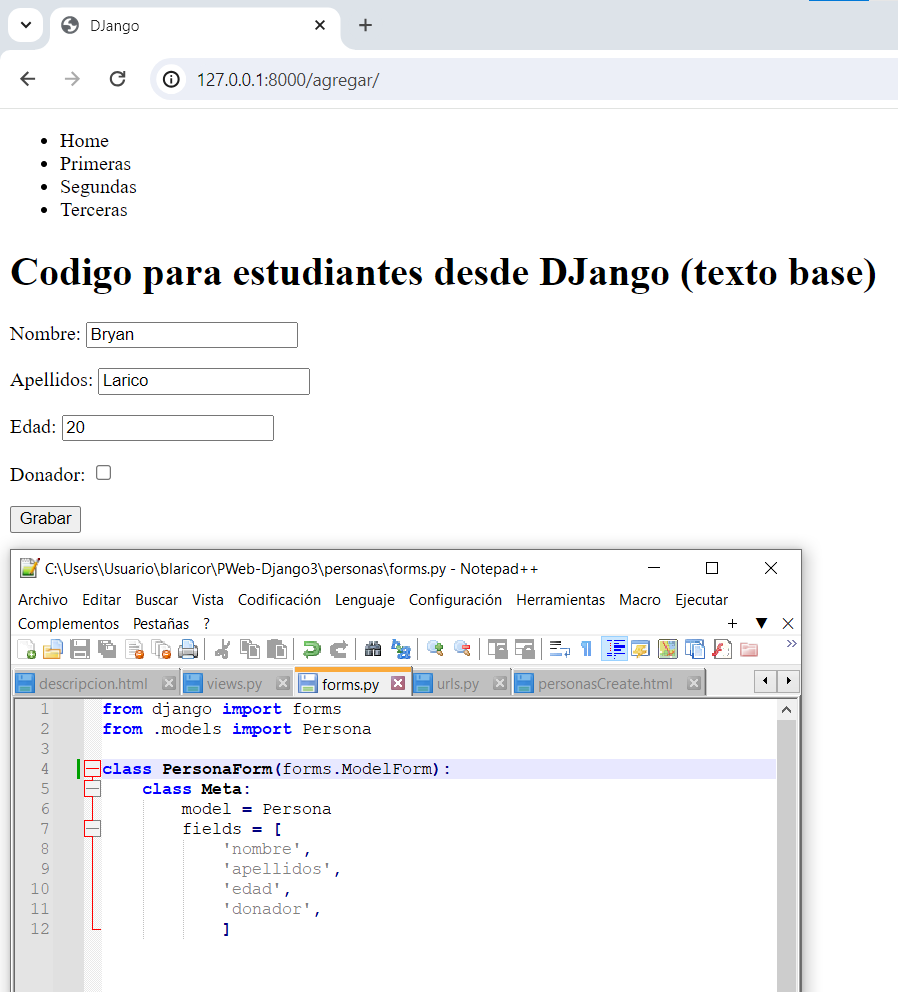 DJango
127.0.0.1:8000/agregar/
Home
Primeras
Segundas
Terceras
Codigo para estudiantes desde DJango (texto base)
Nombre: Bryan
Apellidos: Larico
Edad: 20
Donador:
Grabar
C:\Users\Usuario\blaricor\PWeb-Django3\personas\forms.py - Notepad++
Archivo Editar Buscar Vista Codificación Lenguaje Configuración Herramientas Macro Ejecutar
Complementos Pestañas ?
descripcion.html views.py forms.py urls.py personasCreate.html
1 from django import forms
2 from .models import Persona
3
4 class PersonaForm(forms.ModelForm):
5 class Meta:
6 model = Persona
7 fields = [
8 'nombre',
9 'apellidos',
10 'edad',
11 'donador',
12 ]